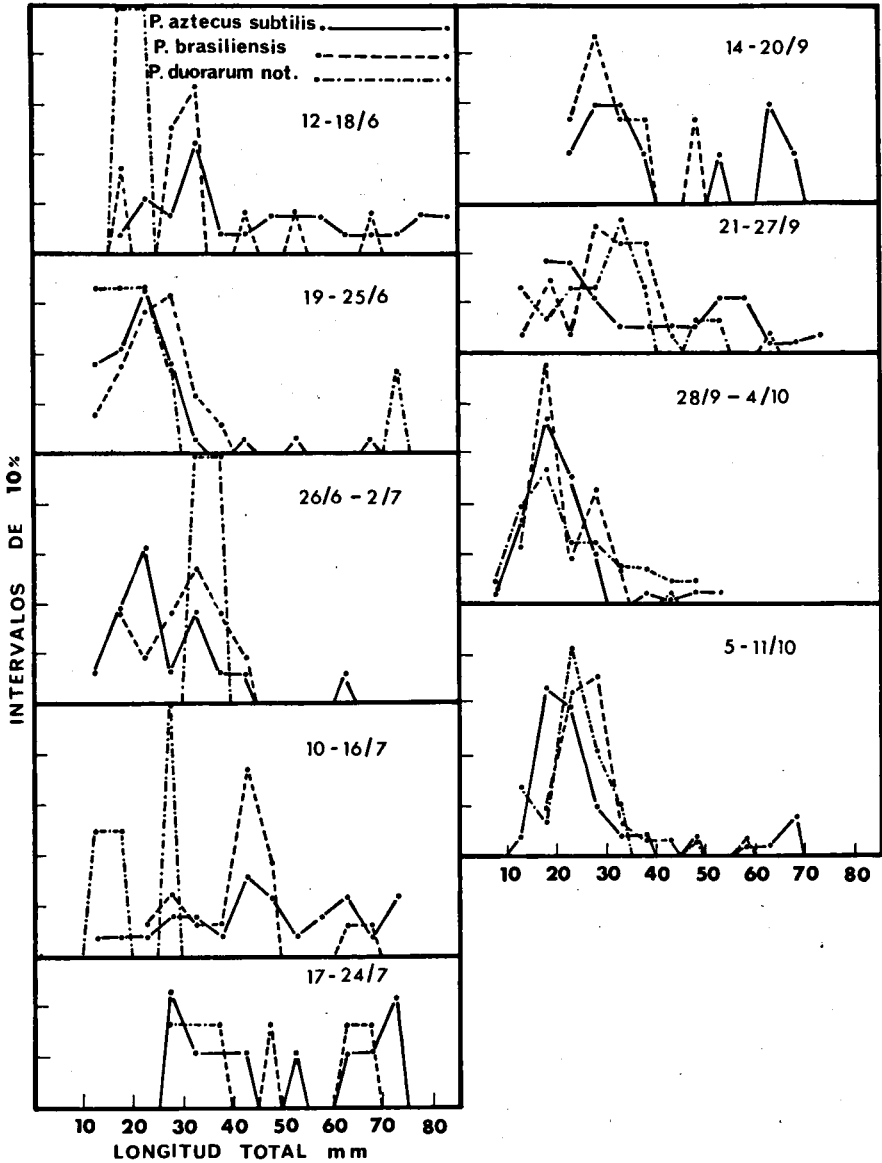 P. aztecus subtilis
P. brasiliensis
P. duorarum not.
12-18/6
19-25/6
26/6-2/7
10-16/7
17-24/7
14-20/9
21-27/9
28/9-4/10
5-11/10
INTERVALOS DE 10%
10 20 30 40 50 60 70 80
10 20 30 40 50 60 70 80
LONGITUD TOTAL mm